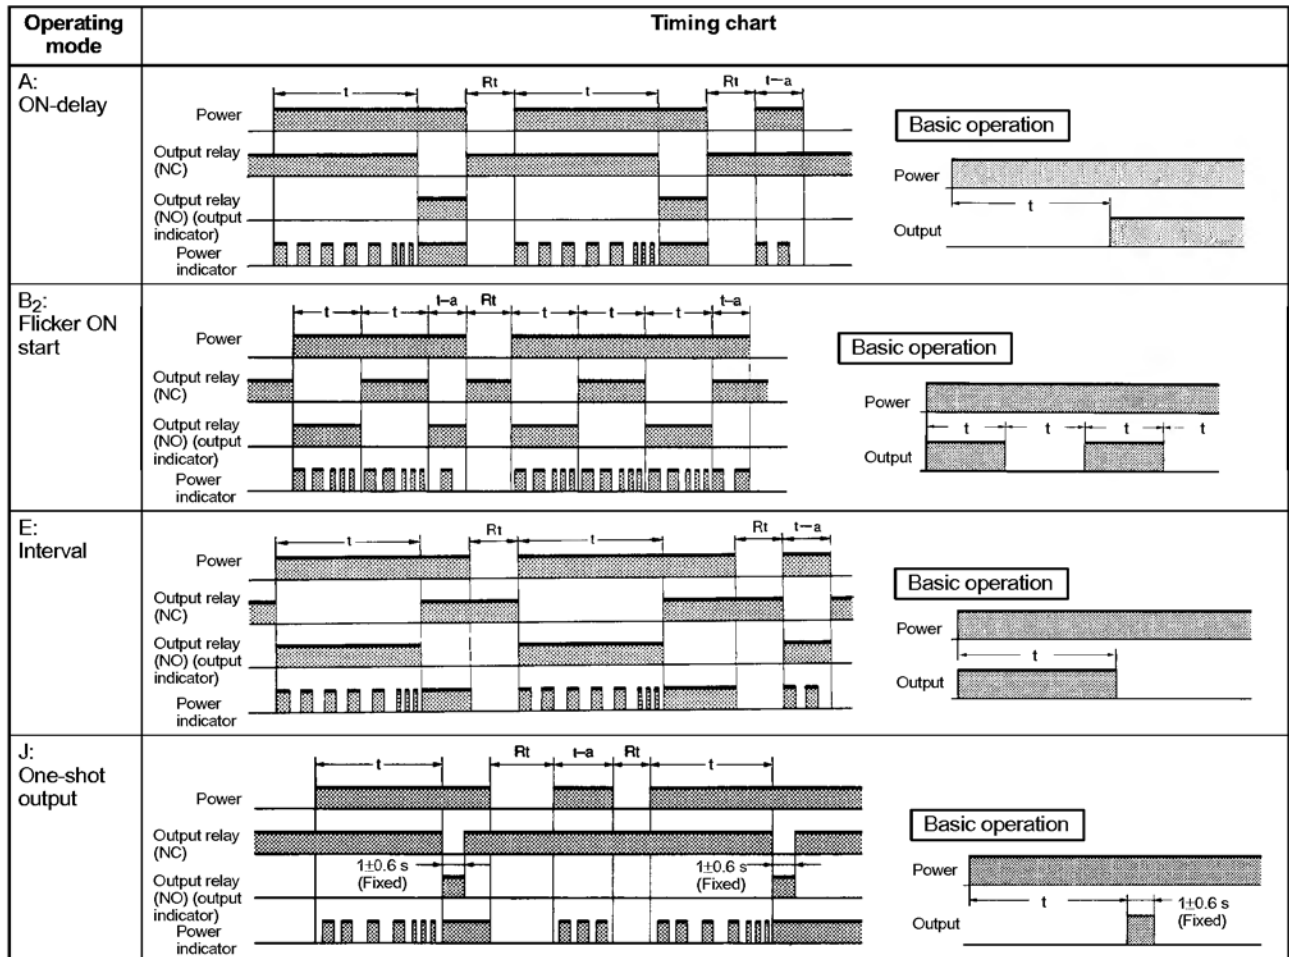 Operating mode
Timing chart
A:
ON-delay
Rt
Rt
t−a
t
t
Power
Output relay
(NC)
Output relay
(NO) (output
indicator)
Power
indicator
Basic operation
Power
t
Output
B2:
Flicker ON
start
t−a
Rt
t−a
t
t
t
t
t
Power
Output relay
(NC)
Output relay
(NO) (output
indicator)
Power
indicator
Basic operation
Power
t
t
t
t
Output
E:
Interval
Rt
Rt
t−a
t
t
Power
Output relay
(NC)
Output relay
(NO) (output
indicator)
Power
indicator
Basic operation
Power
t
Output
J:
One-shot
output
Rt
t−a
Rt
t
t
Power
Output relay
(NC)
1±0.6 s
(Fixed)
1±0.6 s
(Fixed)
Output relay
(NO) (output
indicator)
Power
indicator
Basic operation
Power
t
1±0.6 s
(Fixed)
Output